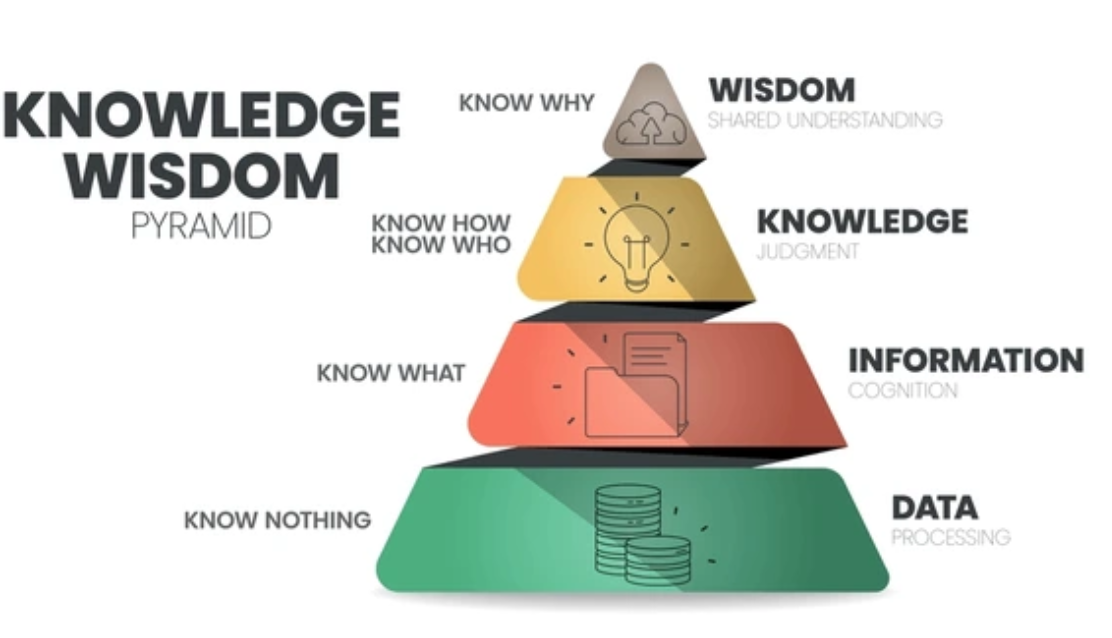 KNOWLEDGE
WISDOM
PYRAMID
KNOW WHY
WISDOM
SHARED UNDERSTANDING
KNOW HOW
KNOW WHO
KNOWLEDGE
JUDGMENT
KNOW WHAT
INFORMATION
COGNITION
KNOW NOTHING
DATA
PROCESSING